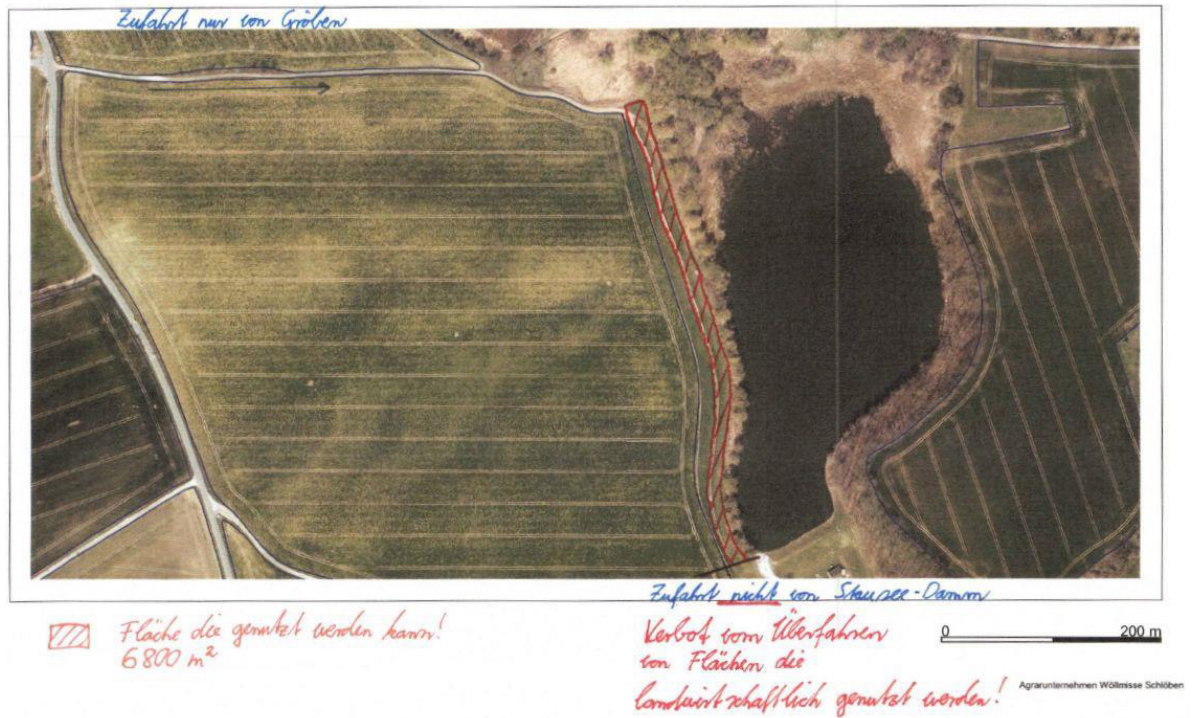 Zufahrt nur von Gröben
Zufahrt nicht von Stausee-Damm
Fläche die genutzt werden kann!
6800 m²
Verbot vom Überfahren
von Flächen die
landwirtschaftlich genutzt werden!
0 200 m
Agrarunternehmen Wöllmisse Schlöben